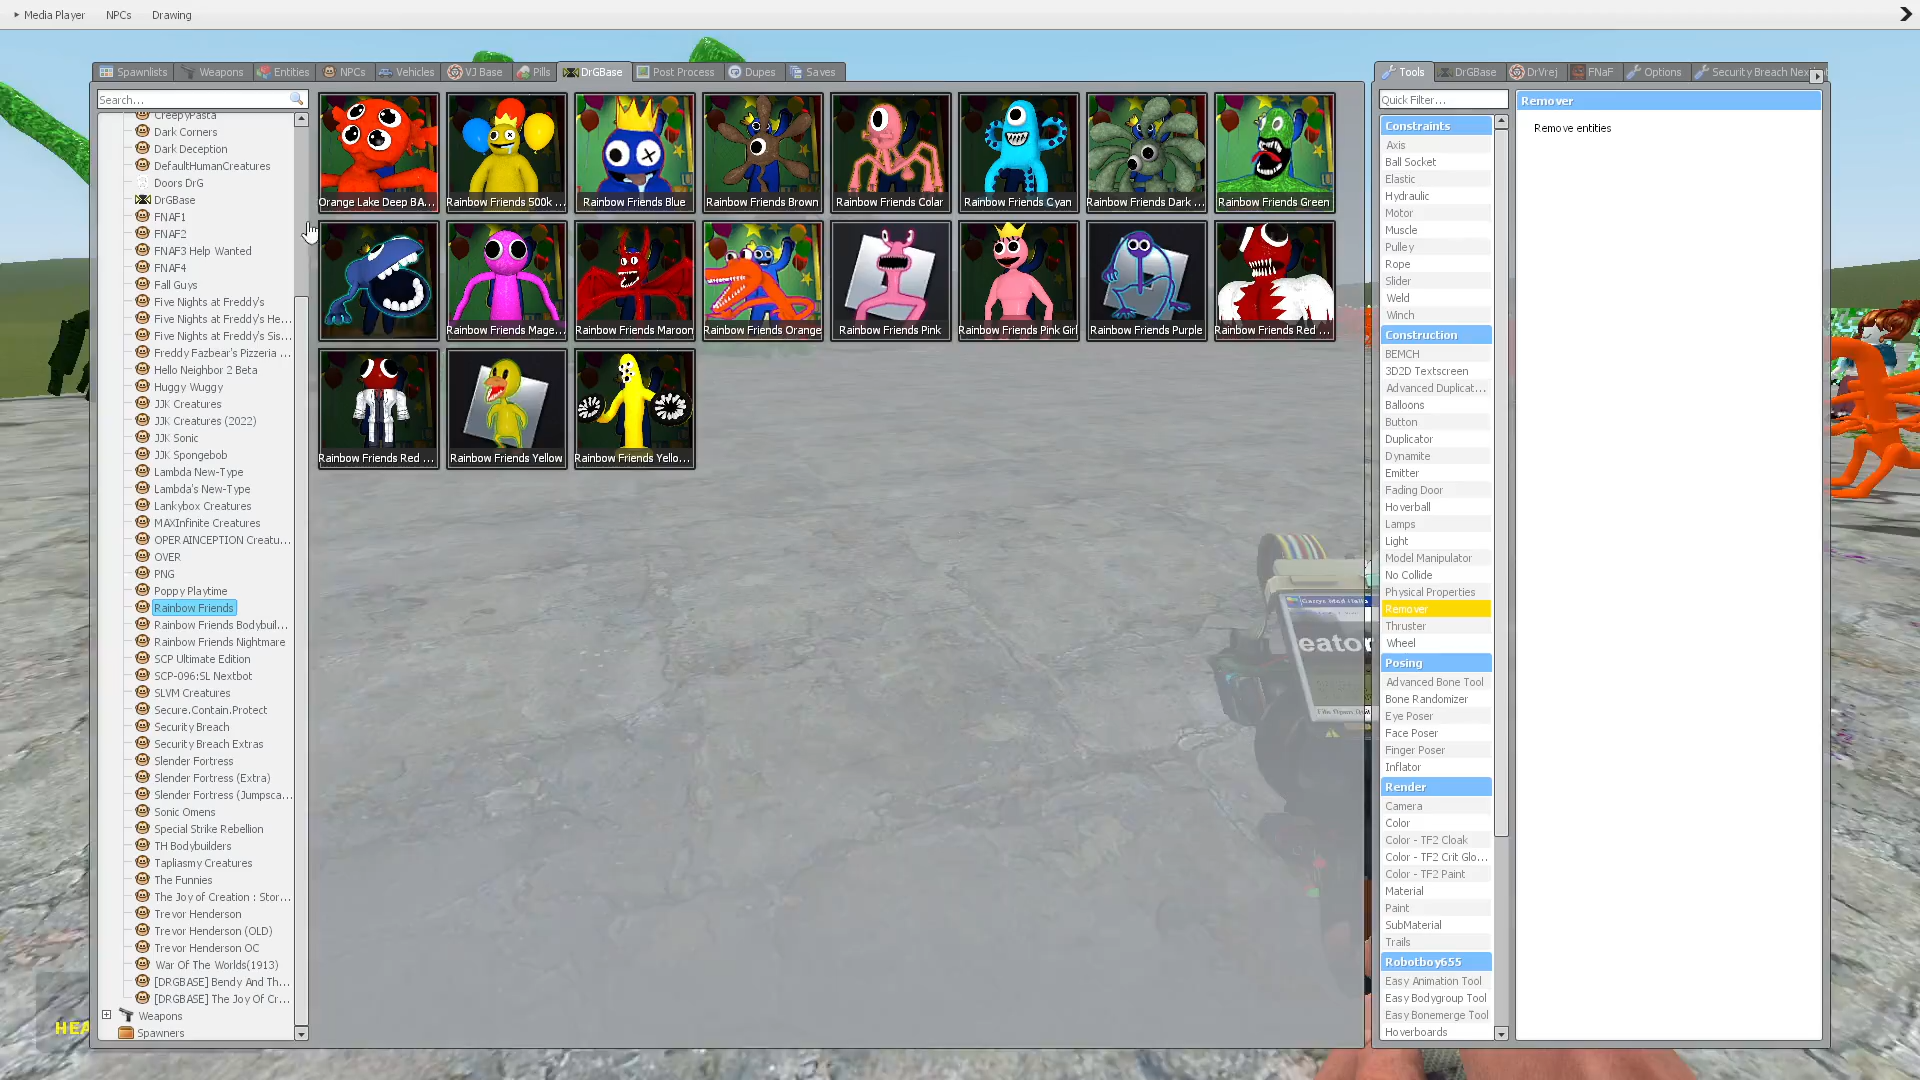 Media Player NPCs Drawing
Spawnlists Weapons Entities NPCs Vehicles VJ Base Pills DrGBase Post Process Dupes Saves
Search...
CreepyPasta
Dark Corners
Dark Deception
DefaultHumanCreatures
Doors DrG
DrGBase
FNAF1
FNAF2
FNAF3 Help Wanted
FNAF4
Fall Guys
Five Nights at Freddy's
Five Nights at Freddy's He...
Five Nights at Freddy's Sis...
Freddy Fazbear's Pizzeria ...
Hello Neighbor 2 Beta
Huggy Wuggy
JJK Creatures
JJK Creatures (2022)
JJK Sonic
JJK Spongebob
Lambda New-Type
Lambda's New-Type
Lankybox Creatures
MAXInfinite Creatures
OPERAINCEPTION Creatu...
OVER
PNG
Poppy Playtime
Rainbow Friends
Rainbow Friends Bodybuil...
Rainbow Friends Nightmare
SCP Ultimate Edition
SCP-096:SL Nextbot
SLVM Creatures
Secure.Contain.Protect
Security Breach
Security Breach Extras
Slender Fortress
Slender Fortress (Extra)
Slender Fortress (Jumpsca...
Sonic Omens
Special Strike Rebellion
TH Bodybuilders
Tapliasmy Creatures
The Funnies
The Joy of Creation : Stor...
Trevor Henderson
Trevor Henderson (OLD)
Trevor Henderson OC
War Of The Worlds(1913)
[DRGBASE] Bendy And Th...
[DRGBASE] The Joy Of Cr...
Weapons
Spawners
HEA
Orange Lake Deep BA... Rainbow Friends 500k ... Rainbow Friends Blue Rainbow Friends Brown Rainbow Friends Colar Rainbow Friends Cyan Rainbow Friends Dark ... Rainbow Friends Green
Rainbow Friends Mage... Rainbow Friends Maroon Rainbow Friends Orange Rainbow Friends Pink Rainbow Friends Pink Girl Rainbow Friends Purple Rainbow Friends Red ...
Rainbow Friends Red ... Rainbow Friends Yellow Rainbow Friends Yello...
eator
Tools DrGBase DrVrej FNaF Options Security Breach Nex
Quick Filter...
Constraints
Axis
Ball Socket
Elastic
Hydraulic
Motor
Muscle
Pulley
Rope
Slider
Weld
Winch
Construction
BEMCH
3D2D Textscreen
Advanced Duplicat...
Balloons
Button
Duplicator
Dynamite
Emitter
Fading Door
Hoverball
Lamps
Light
Model Manipulator
No Collide
Physical Properties
Remover
Thruster
Wheel
Posing
Advanced Bone Tool
Bone Randomizer
Eye Poser
Face Poser
Finger Poser
Inflator
Render
Camera
Color
Color - TF2 Cloak
Color - TF2 Crit Glo...
Color - TF2 Paint
Material
Paint
SubMaterial
Trails
Robotboy655
Easy Animation Tool
Easy Bodygroup Tool
Easy Bonemerge Tool
Hoverboards
Remover
Remove entities